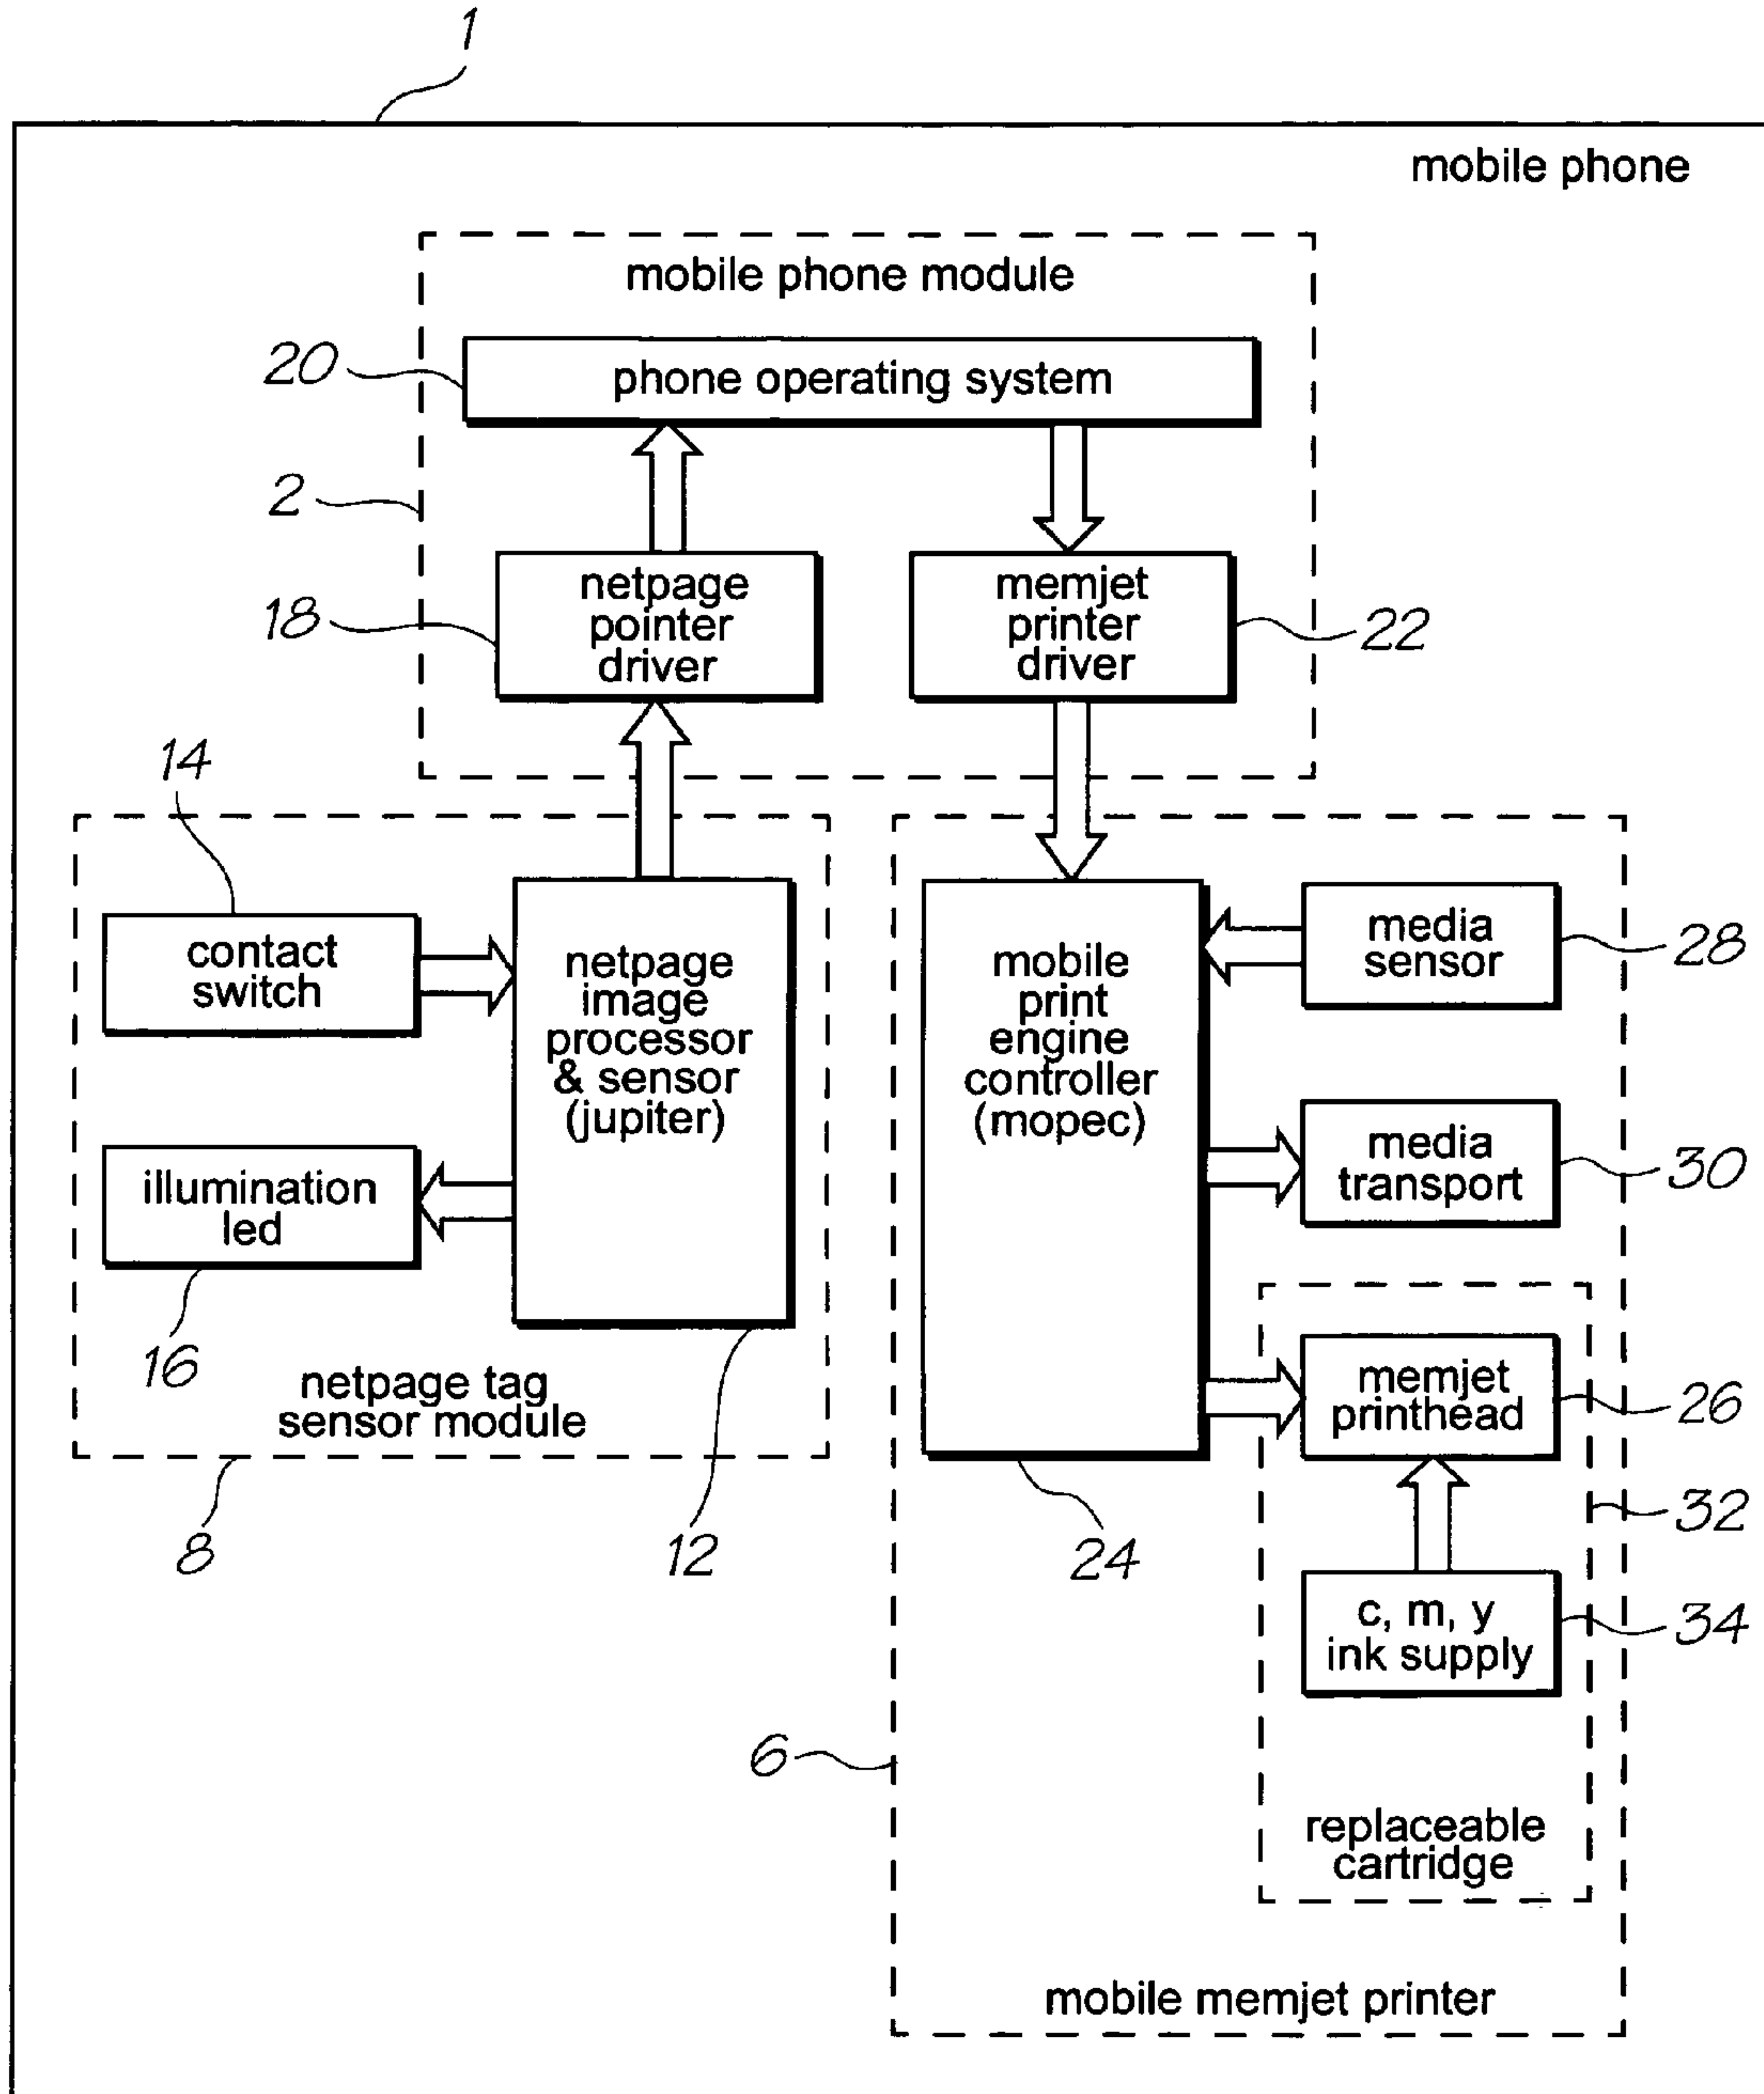 1
mobile phone
mobile phone module
20
phone operating system
2
netpage
pointer
driver
18
memjet
printer
driver
22
14
contact
switch
netpage
image
processor
& sensor
(jupiter)
illumination
led
16
netpage tag
sensor module
8
12
mobile
print
engine
controller
(mopec)
media
sensor
28
media
transport
30
memjet
printhead
26
24
32
c, m, y
ink supply
34
6
replaceable
cartridge
mobile memjet printer